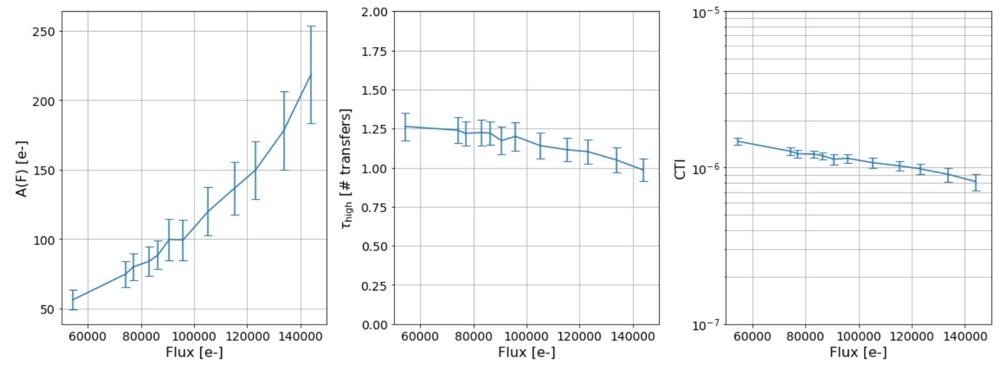 A(F) [e-]
250
200
150
100
50
60000 80000 100000 120000 140000
Flux [e-]
τhigh [# transfers]
2.00
1.75
1.50
1.25
1.00
0.75
0.50
0.25
0.00
60000 80000 100000 120000 140000
Flux [e-]
CTI
10⁻⁵
10⁻⁶
10⁻⁷
60000 80000 100000 120000 140000
Flux [e-]